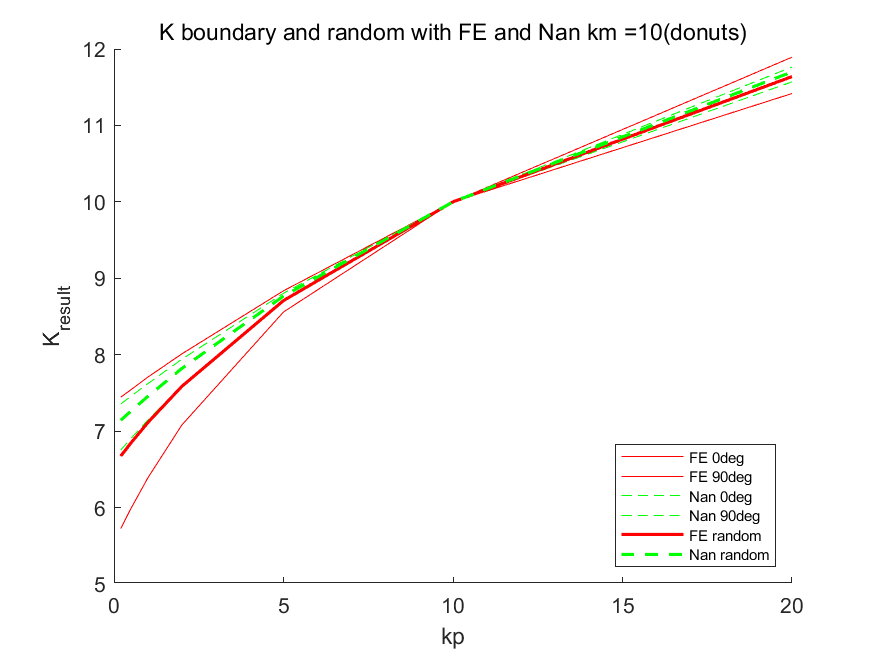 K boundary and random with FE and Nan km =10(donuts)
12
11
10
9
8
7
6
5
K_result
0
5
10
15
20
kp
FE 0deg
FE 90deg
Nan 0deg
Nan 90deg
FE random
Nan random